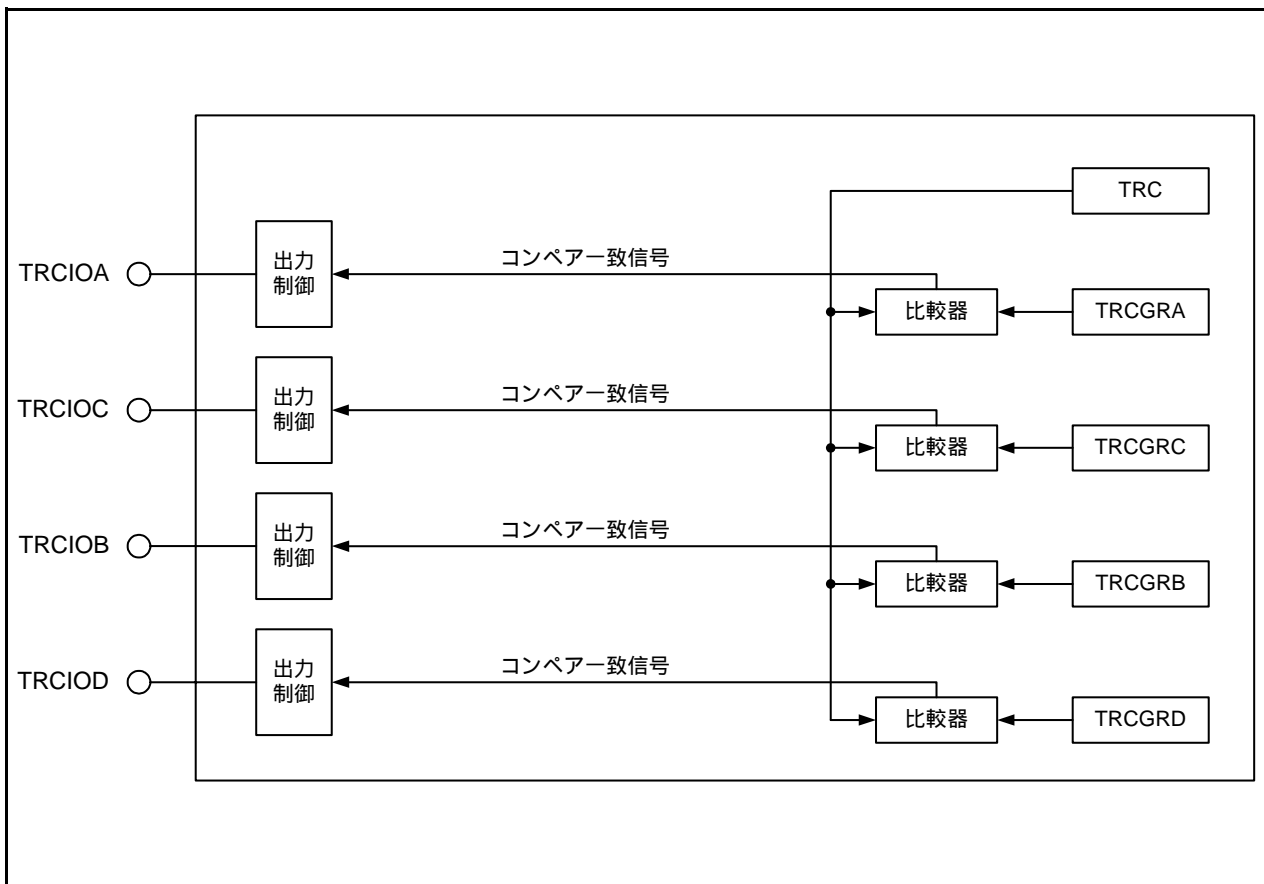 TRC
TRCIOA
出力
制御
コンペア一致信号
比較器
TRCGRA
TRCIOC
出力
制御
コンペア一致信号
比較器
TRCGRC
TRCIOB
出力
制御
コンペア一致信号
比較器
TRCGRB
TRCIOD
出力
制御
コンペア一致信号
比較器
TRCGRD